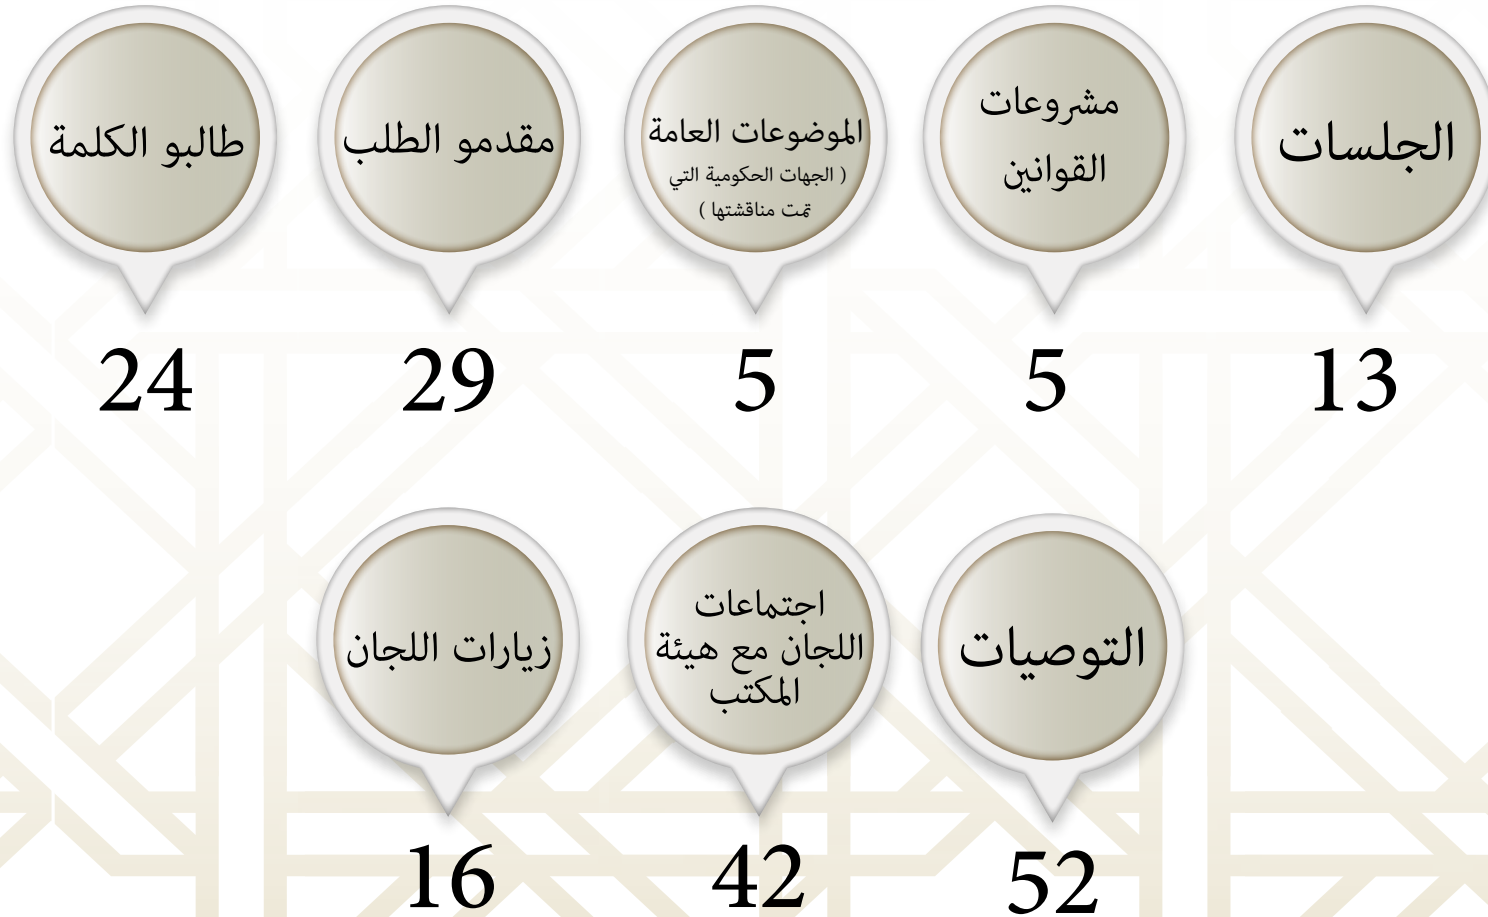 الجلسات
13
مشروعات
القوانين
5
الموضوعات العامة
( الجهات الحكومية التي
تمت مناقشتها )
5
مقدمو الطلب
29
طالبو الكلمة
24
التوصيات
52
اجتماعات
اللجان مع هيئة
المكتب
42
زيارات اللجان
16